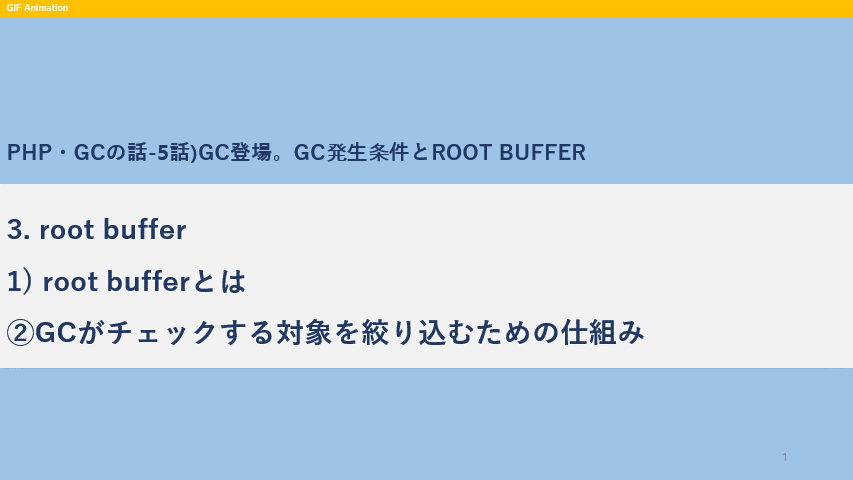 GIF Animation
PHP・GCの話-5話)GC登場。GC発生条件とROOT BUFFER
3. root buffer
1) root bufferとは
②GCがチェックする対象を絞り込むための仕組み
1